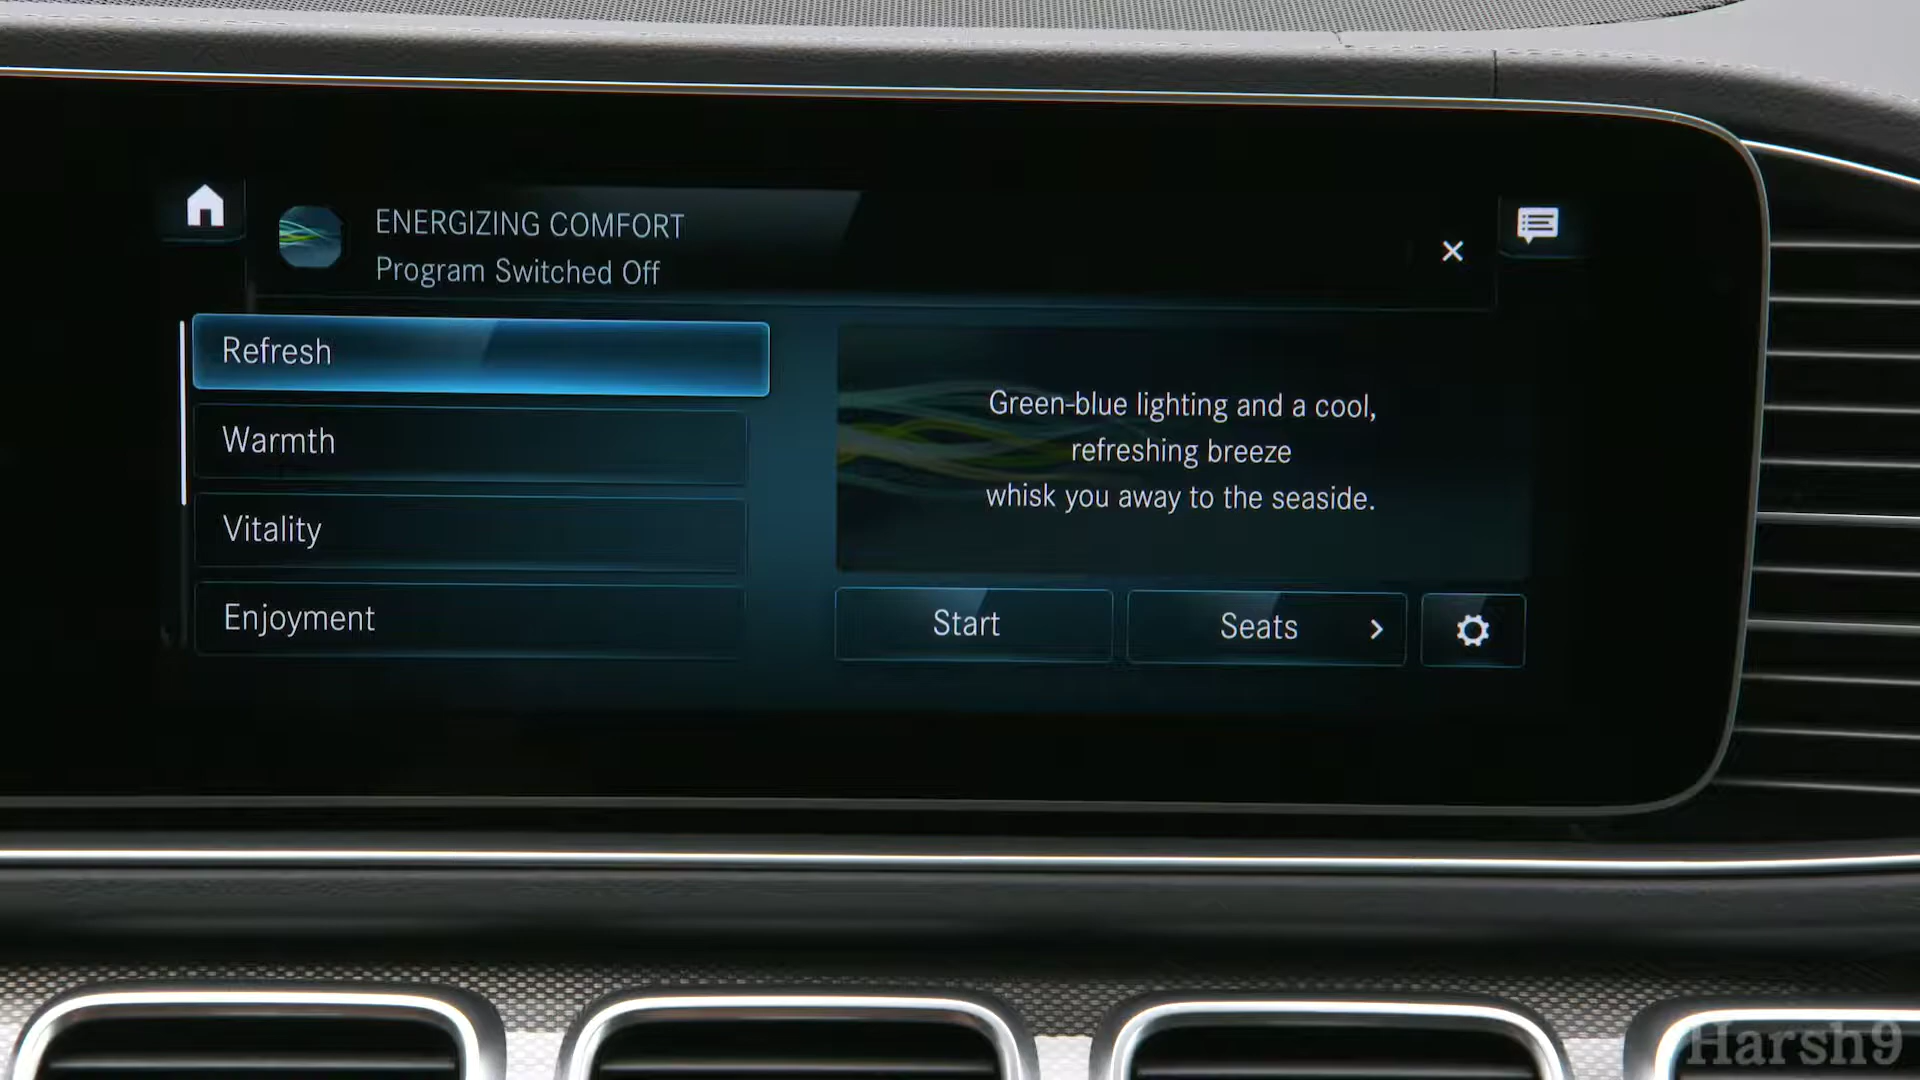 ENERGIZING COMFORT
Program Switched Off
Refresh
Warmth
Vitality
Enjoyment
Green-blue lighting and a cool,
refreshing breeze
whisk you away to the seaside.
Start
Seats
Harsh9